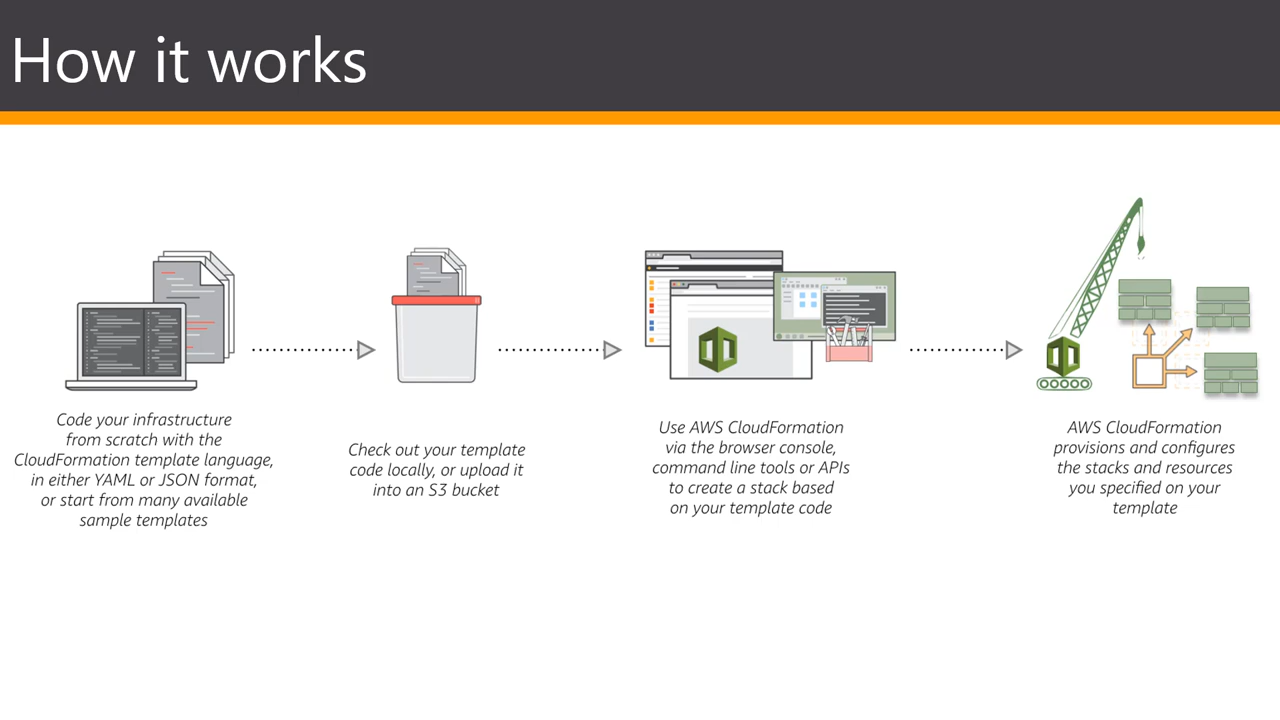 How it works
Code your infrastructure
from scratch with the
CloudFormation template language,
in either YAML or JSON format,
or start from many available
sample templates
Check out your template
code locally, or upload it
into an S3 bucket
Use AWS CloudFormation
via the browser console,
command line tools or APIs
to create a stack based
on your template code
AWS CloudFormation
provisions and configures
the stacks and resources
you specified on your
template